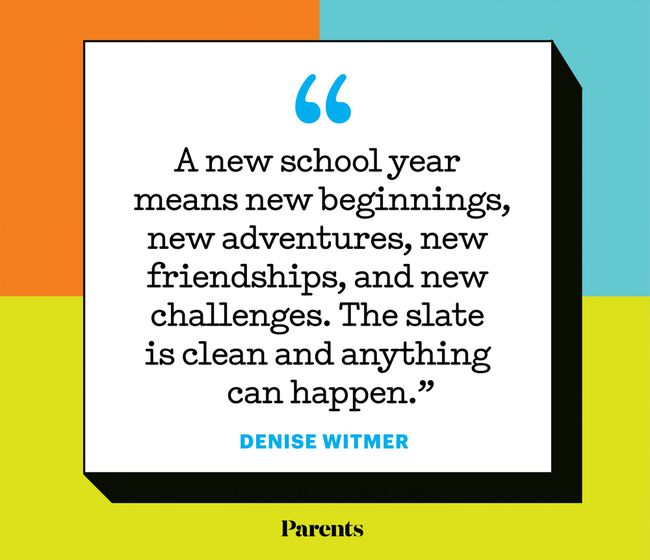 “
A new school year
means new beginnings,
new adventures, new
friendships, and new
challenges. The slate
is clean and anything
can happen.”
DENISE WITMER
Parents